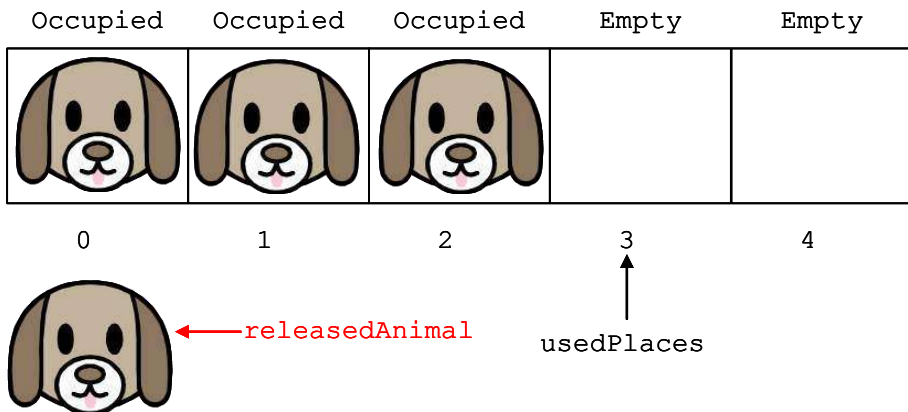 Occupied Occupied Occupied Empty Empty
0 1 2 3 4
releasedAnimal
usedPlaces